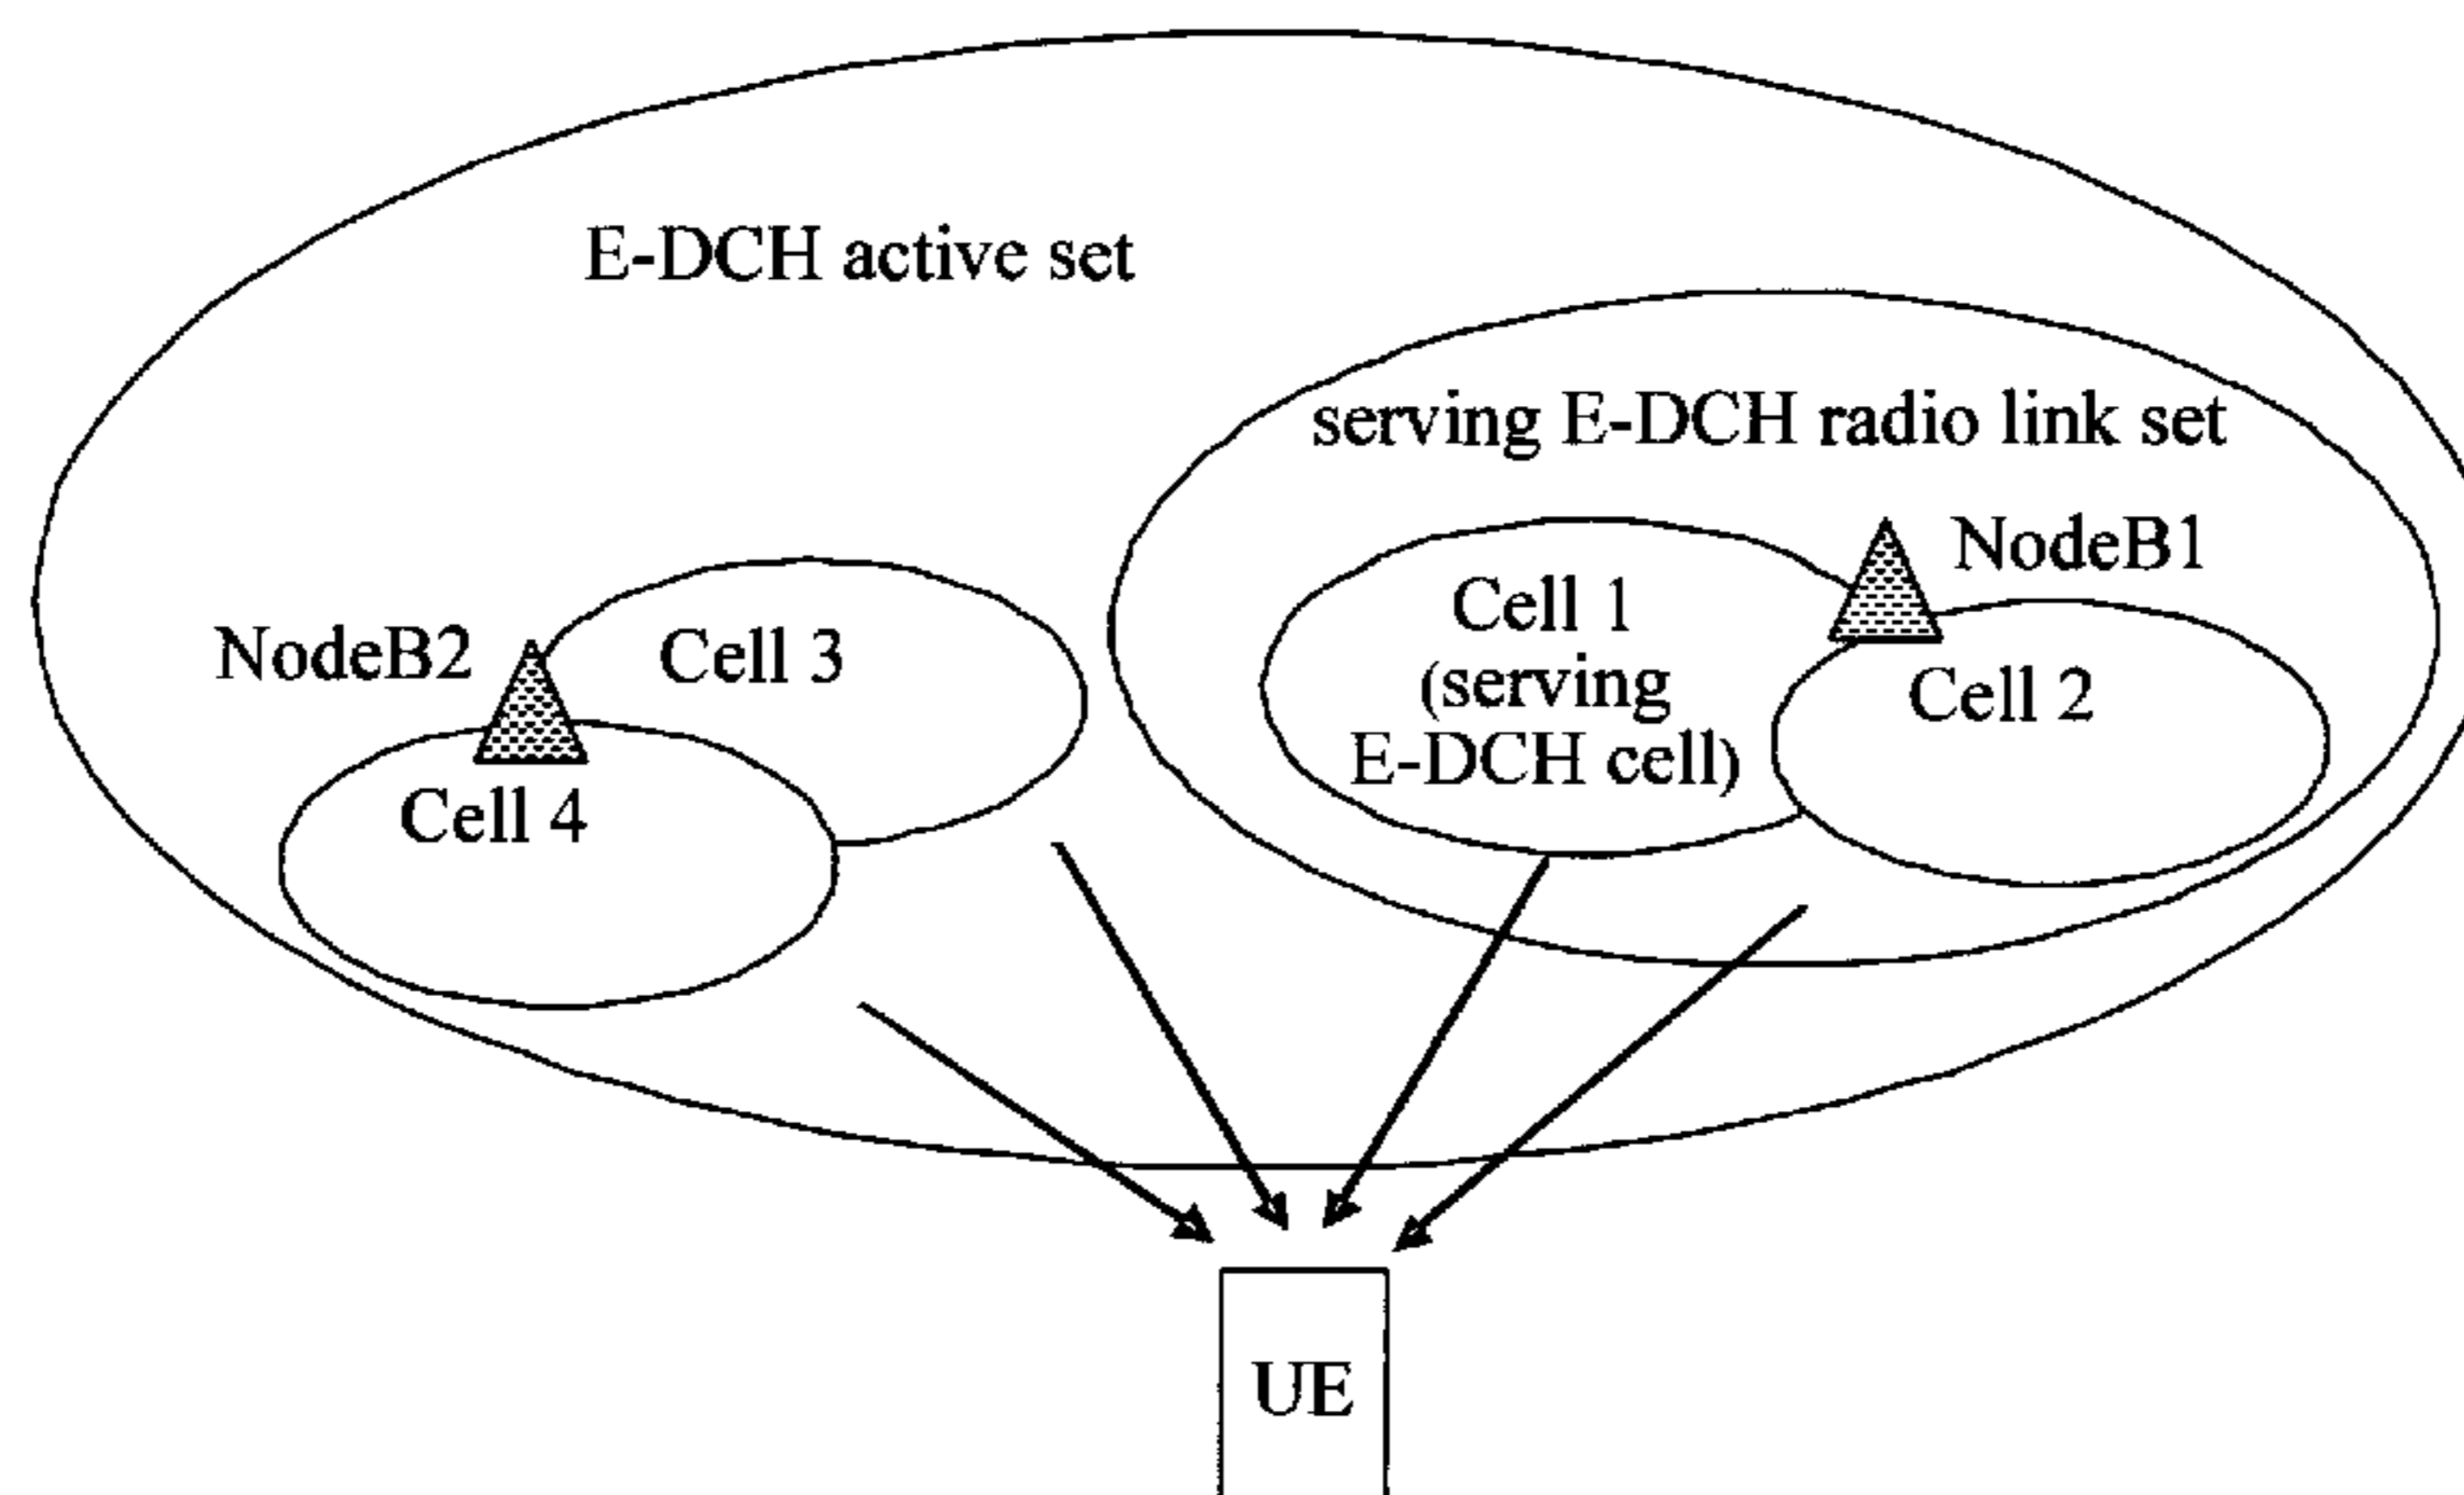 E-DCH active set
serving E-DCH radio link set
NodeB1
Cell 1
(serving
E-DCH cell)
Cell 2
NodeB2
Cell 3
Cell 4
UE